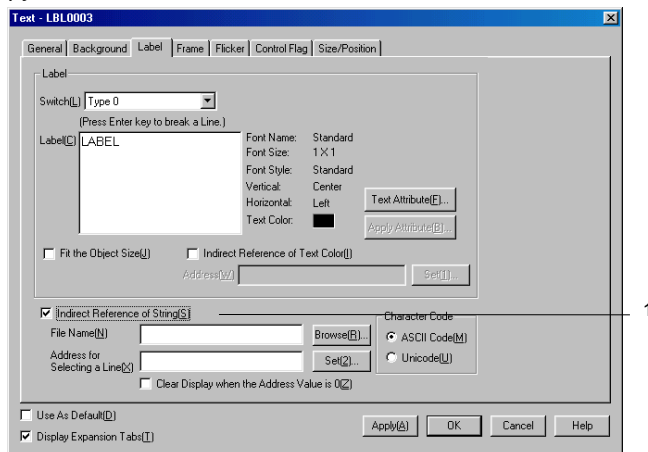 Text - LBL0003
General Background Label Frame Flicker Control Flag Size/Position
Label
Switch(L) Type 0
(Press Enter key to break a Line.)
Label(C) LABEL
Font Name: Standard
Font Size: 1X1
Font Style: Standard
Vertical: Center
Horizontal: Left
Text Color:
Text Attribute(F)...
Apply Attribute(B)...
Fit the Object Size(J) Indirect Reference of Text Color(I)
Address(W) Set(1)...
Indirect Reference of String(S) 1
File Name(N) Browse(R)...
Address for
Selecting a Line(X) Set(2)...
Clear Display when the Address Value is 0(Z)
Character Code
ASCII Code(M)
Unicode(U)
Use As Default(D)
Display Expansion Tabs(T)
Apply(A) OK Cancel Help